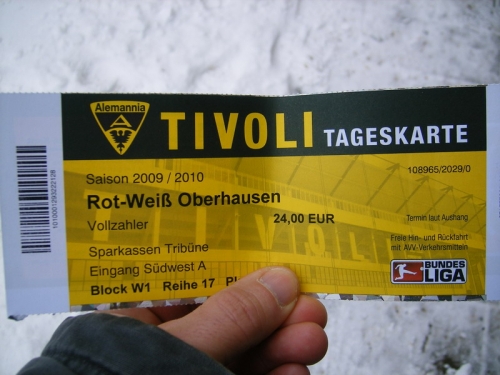 Alemannia
TIVOLI TAGESKARTE
Saison 2009 / 2010
108965/2029/0
Rot-Weiß Oberhausen
Vollzahler
24,00 EUR
Termin laut Aushang
Sparkassen Tribüne
Freie Hin- und Rückfahrt
mit AVV-Verkehrsmitteln
Eingang Südwest A
Block W1 Reihe 17
BUNDES
LIGA
TIVOLI